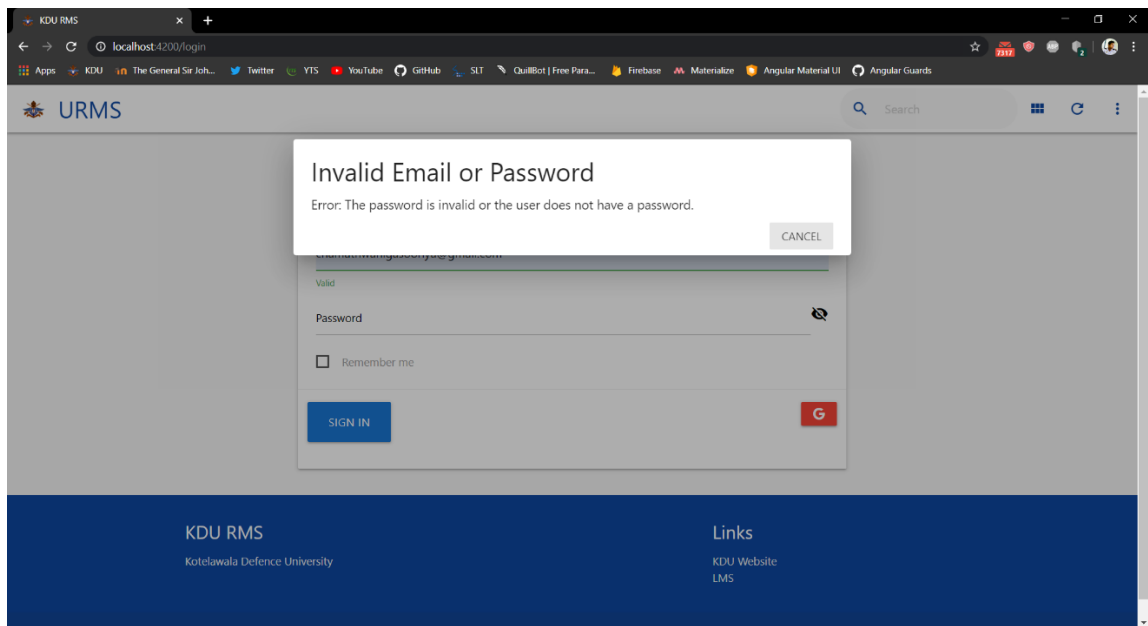 KDU RMS
localhost:4200/login
7317
2
Apps KDU The General Sir Joh... Twitter YTS YouTube GitHub SLT QuillBot | Free Para... Firebase Materialize Angular Material UI Angular Guards
URMS Search
Invalid Email or Password
Error: The password is invalid or the user does not have a password.
CANCEL
Valid
Password
Remember me
SIGN IN G
KDU RMS
Kotelawala Defence University
Links
KDU Website
LMS